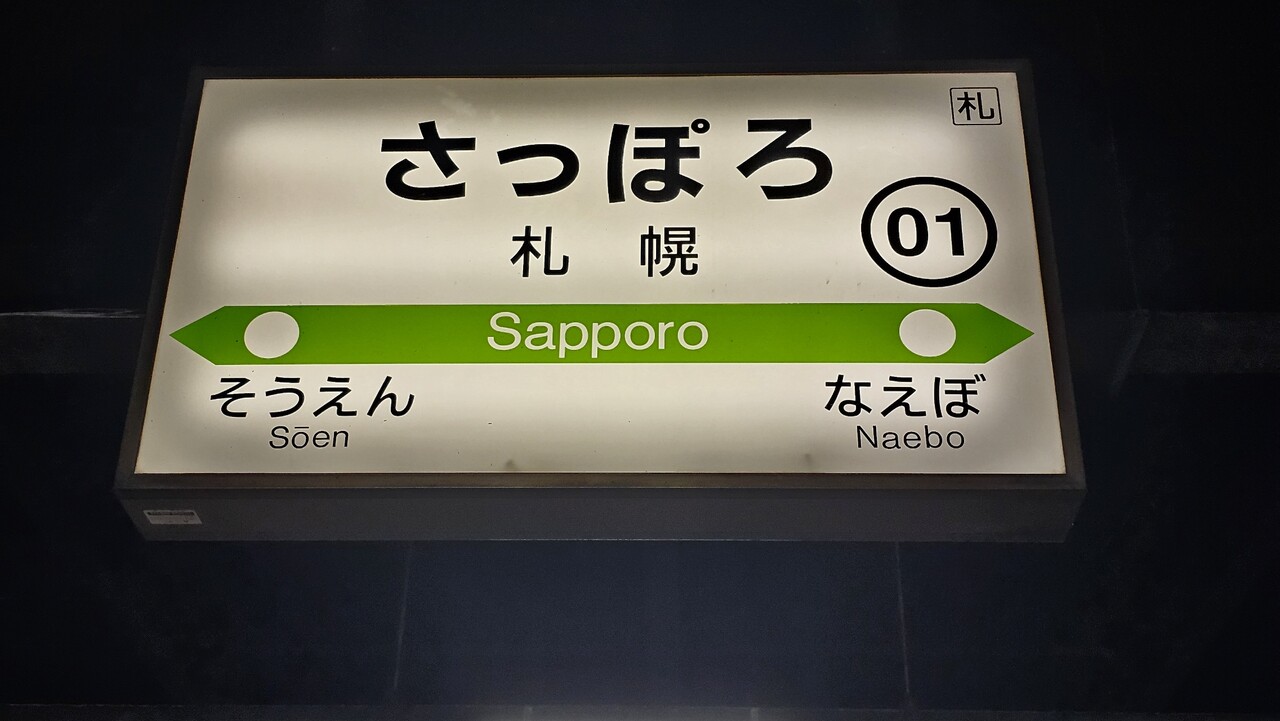 札
さっぽろ
札 幌
01
Sapporo
そうえん
Sōen
なえぼ
Naebo